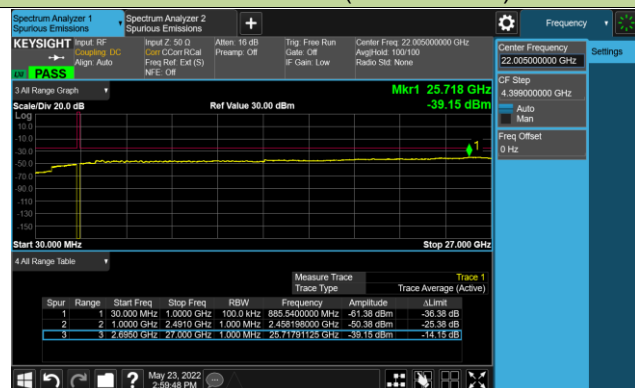 Spectrum Analyzer 1
Spurious Emissions
Spectrum Analyzer 2
Spurious Emissions
Frequency
KEYSIGHT
Input: RF
Coupling: DC
Align: Auto
Input Z: 50 Ω
Corr CCorr RCal
Freq Ref: Ext (S)
NFE: Off
Atten: 16 dB
Preamp: Off
Trig: Free Run
Gate: Off
IF Gain: Low
Center Freq: 22.005000000 GHz
Avg|Hold: 100/100
Radio Std: None
PASS
Center Frequency
22.005000000 GHz
Settings
CF Step
4.399000000 GHz
Auto
Man
Freq Offset
0 Hz
3 All Range Graph
Mkr1 25.718 GHz
Scale/Div 20.0 dB
Ref Value 30.00 dBm
-39.15 dBm
Log
10.0
-10.0
-30.0
-50.0
-70.0
-90.0
-110
-130
-150
1
Start 30.000 MHz
Stop 27.000 GHz
4 All Range Table
Measure Trace Trace 1
Trace Type Trace Average (Active)
Spur Range Start Freq Stop Freq RBW Frequency Amplitude ΔLimit
1 1 30.000 MHz 1.0000 GHz 100.0 kHz 885.5400000 MHz -61.38 dBm -36.38 dB
2 2 1.0000 GHz 2.4910 GHz 1.000 MHz 2.458198000 GHz -50.38 dBm -25.38 dB
3 3 2.6950 GHz 27.000 GHz 1.000 MHz 25.71791125 GHz -39.15 dBm -14.15 dB
May 23, 2022
2:59:48 PM